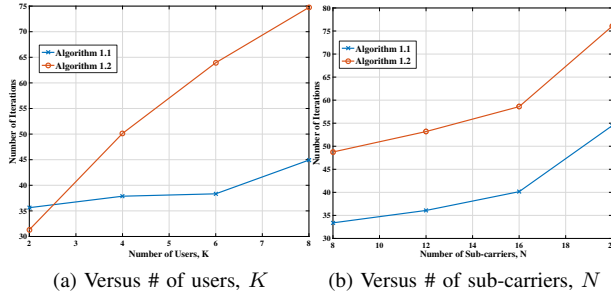 75
70
65
60
55
50
45
40
35
30
Number of Iterations
Algorithm 1.1
Algorithm 1.2
2 3 4 5 6 7 8
Number of Users, K
(a) Versus # of users, K
80
75
70
65
60
55
50
45
40
35
30
Number of Iterations
Algorithm 1.1
Algorithm 1.2
8 10 12 14 16 18
Number of Sub-carriers, N
(b) Versus # of sub-carriers, N